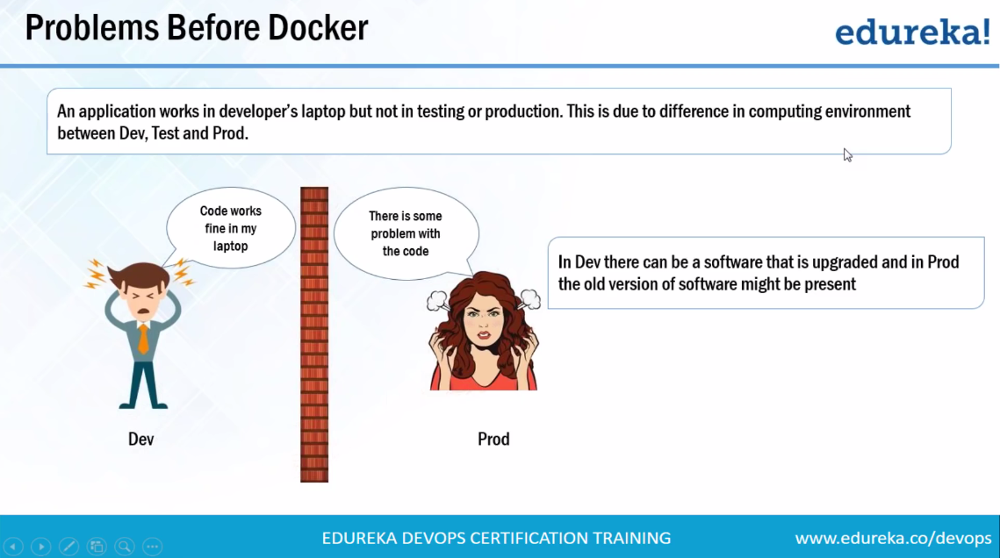 Problems Before Docker
edureka!
An application works in developer's laptop but not in testing or production. This is due to difference in computing environment
between Dev, Test and Prod.
Code works
fine in my
laptop
There is some
problem with
the code
In Dev there can be a software that is upgraded and in Prod
the old version of software might be present
Dev
Prod
EDUREKA DEVOPS CERTIFICATION TRAINING
www.edureka.co/devops